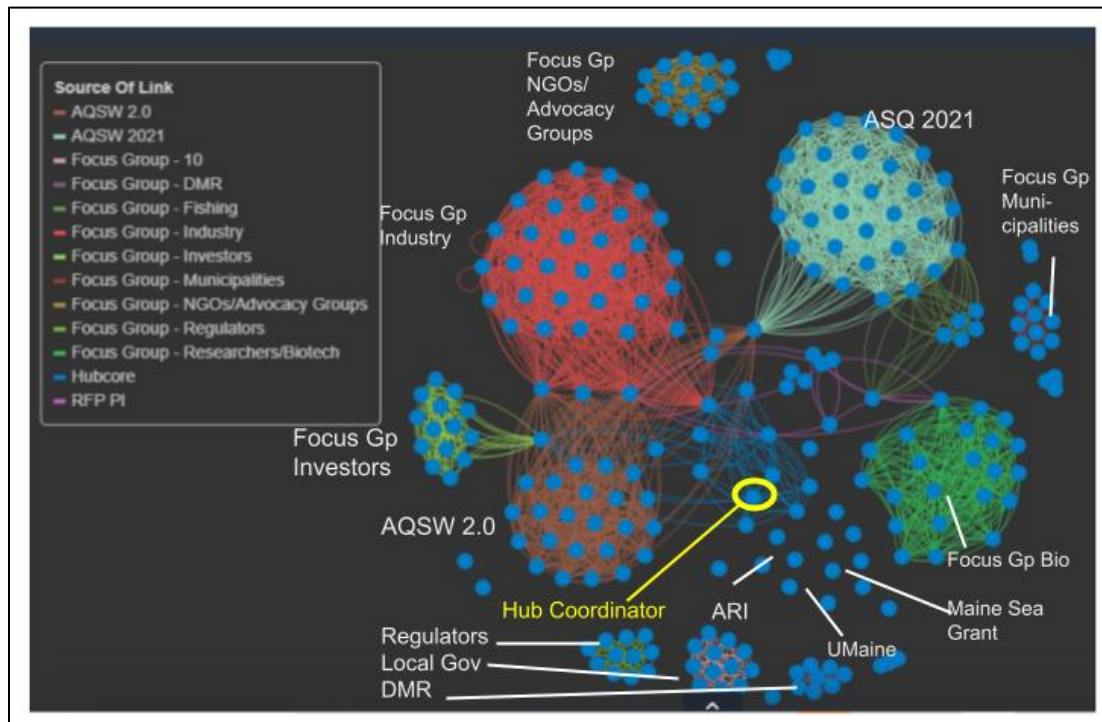 Source Of Link
AQSW 2.0
AQSW 2021
Focus Group - 10
Focus Group - DMR
Focus Group - Fishing
Focus Group - Industry
Focus Group - Investors
Focus Group - Municipalities
Focus Group - NGOs/Advocacy Groups
Focus Group - Regulators
Focus Group - Researchers/Biotech
Hubcore
RFP PI
Focus Gp
NGOs/
Advocacy
Groups
ASQ 2021
Focus Gp
Muni-
cipalities
Focus Gp
Industry
Focus Gp
Investors
AQSW 2.0
Focus Gp Bio
Hub Coordinator
ARI
Maine Sea
Grant
UMaine
Regulators
Local Gov
DMR